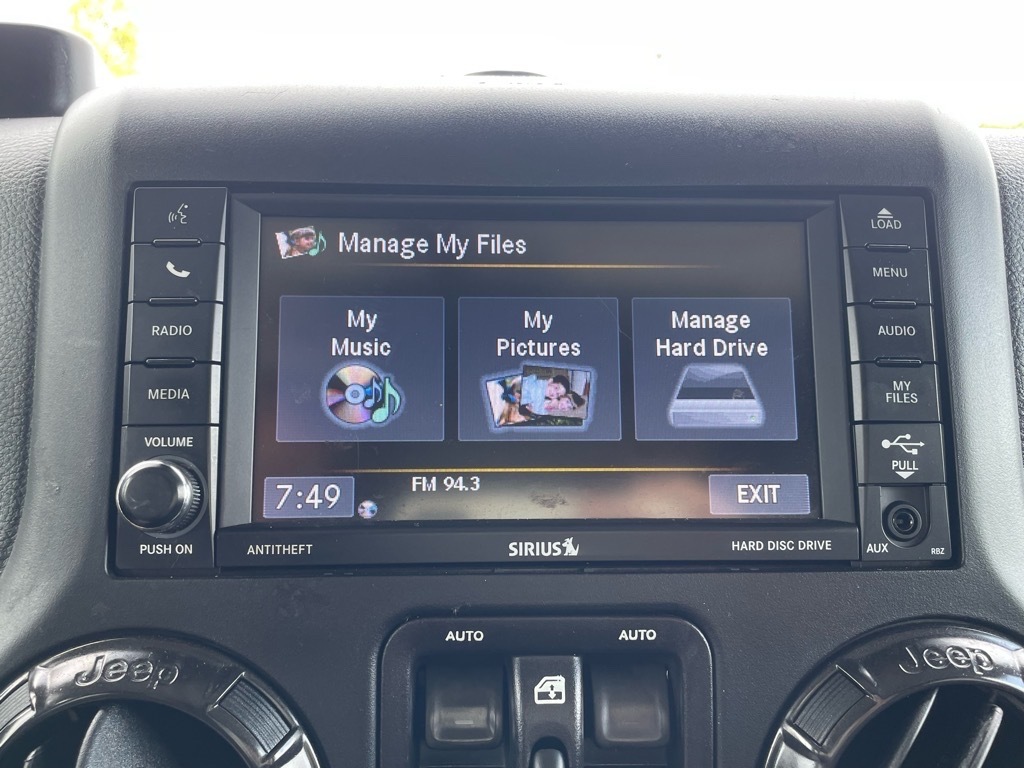 Manage My Files
My
Music
My
Pictures
Manage
Hard Drive
7:49
FM 94.3
EXIT
RADIO
MEDIA
VOLUME
PUSH ON
LOAD
MENU
AUDIO
MY
FILES
PULL
AUX
RBZ
ANTITHEFT
SIRIUS
HARD DISC DRIVE
AUTO
AUTO
Jeep
Jeep